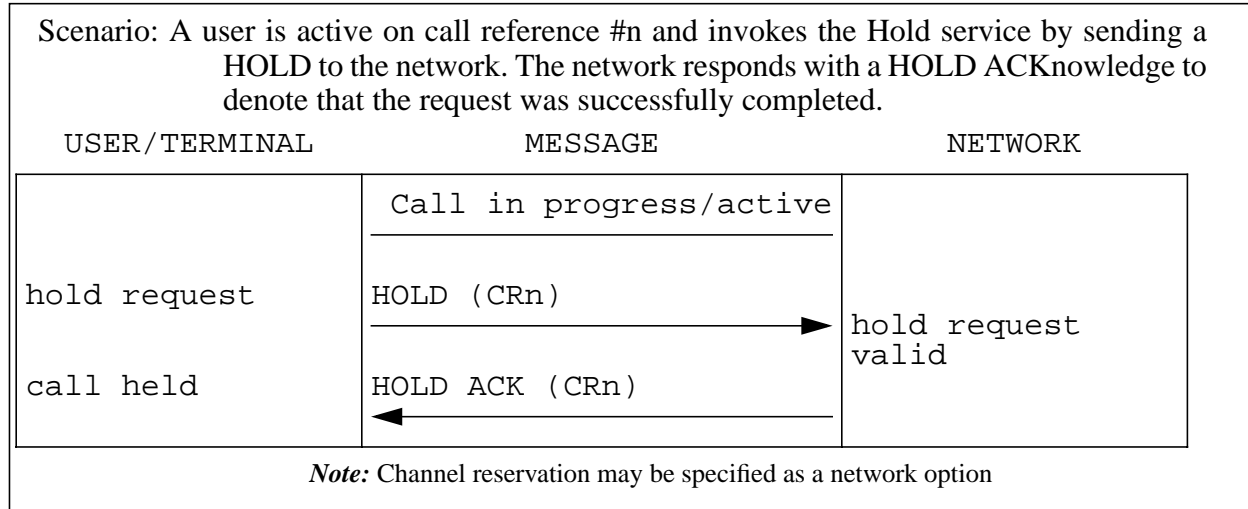 Scenario: A user is active on call reference #n and invokes the Hold service by sending a
HOLD to the network. The network responds with a HOLD ACKnowledge to
denote that the request was successfully completed.
USER/TERMINAL MESSAGE NETWORK
Call in progress/active
hold request HOLD (CRn)
hold request
valid
call held HOLD ACK (CRn)
Note: Channel reservation may be specified as a network option